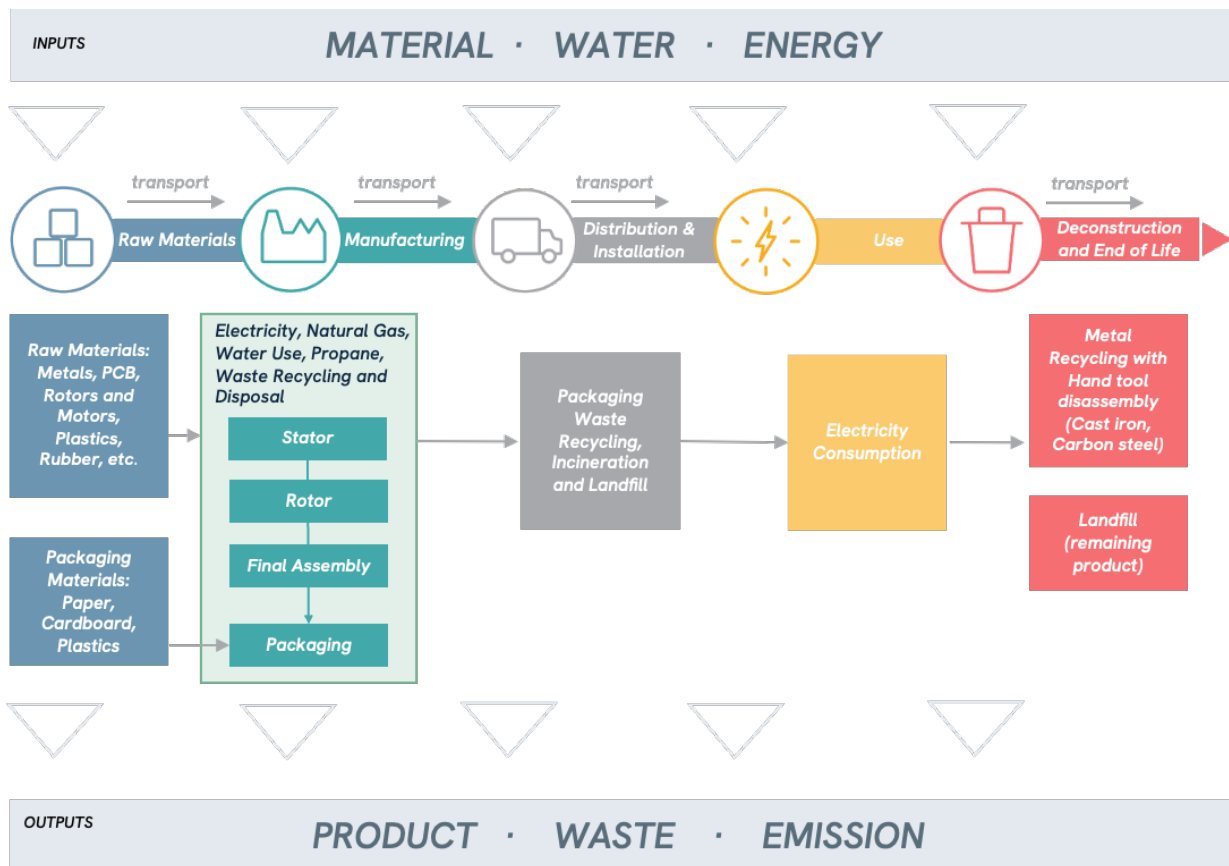 INPUTS
MATERIAL · WATER · ENERGY
transport
transport
transport
transport
Raw Materials
Manufacturing
Distribution &
Installation
Use
Deconstruction
and End of Life
Raw Materials:
Metals, PCB,
Rotors and
Motors,
Plastics,
Rubber, etc.
Packaging
Materials:
Paper,
Cardboard,
Plastics
Electricity, Natural Gas,
Water Use, Propane,
Waste Recycling and
Disposal
Stator
Rotor
Final Assembly
Packaging
Packaging
Waste
Recycling,
Incineration
and Landfill
Electricity
Consumption
Metal
Recycling with
Hand tool
disassembly
(Cast iron,
Carbon steel)
Landfill
(remaining
product)
OUTPUTS
PRODUCT · WASTE · EMISSION